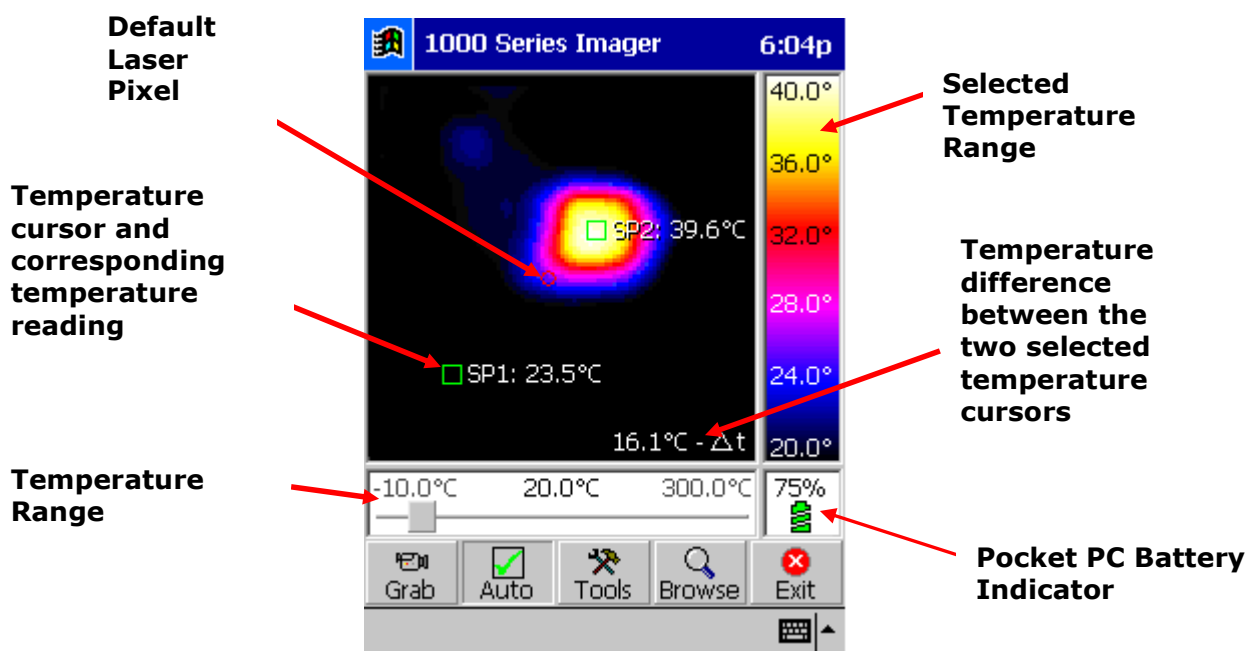 Default
Laser
Pixel
Temperature
cursor and
corresponding
temperature
reading
Temperature
Range
1000 Series Imager 6:04p
SP2: 39.6°C
SP1: 23.5°C
16.1°C - Δt
40.0°
36.0°
32.0°
28.0°
24.0°
20.0°
-10.0°C 20.0°C 300.0°C
75%
Grab Auto Tools Browse Exit
Selected
Temperature
Range
Temperature
difference
between the
two selected
temperature
cursors
Pocket PC Battery
Indicator